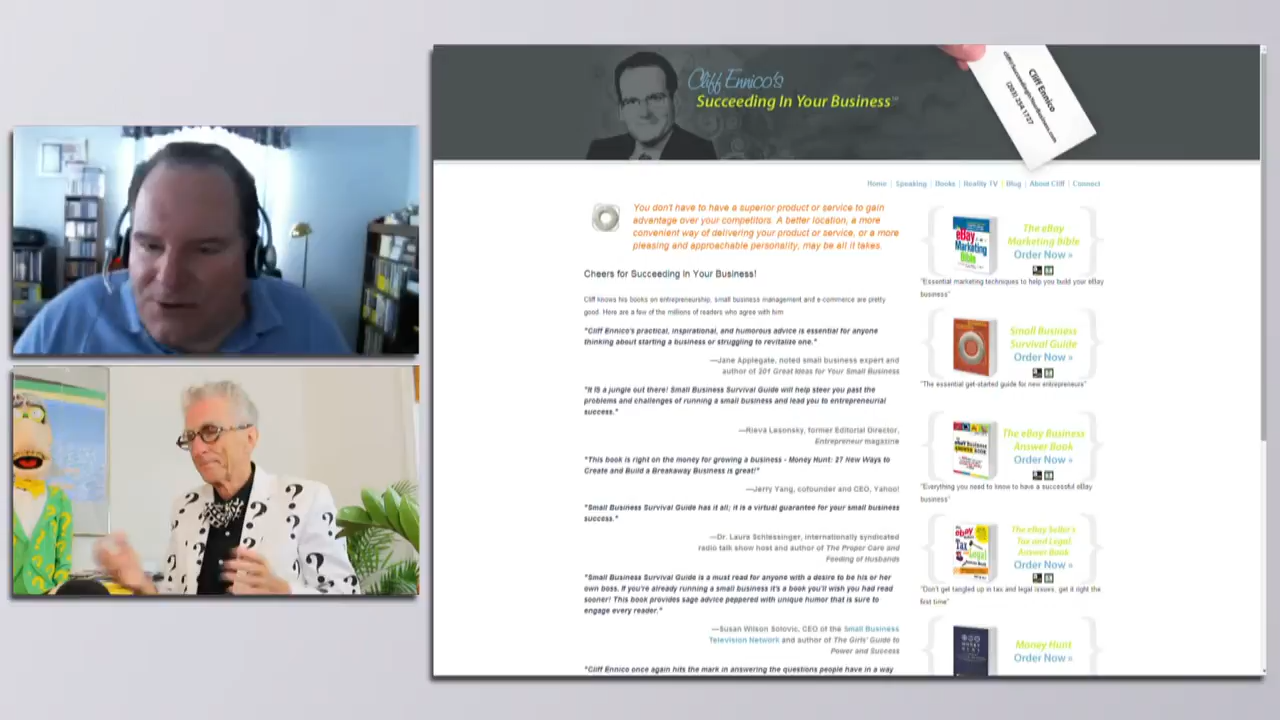 Cliff Ennico's
Succeeding In Your Business
Cliff Ennico
(203) 254 1727
Home | Speaking | Books | Reality TV | Blog | About Cliff | Connect
You don't have to have a superior product or service to gain
advantage over your competitors. A better location, a more
convenient way of delivering your product or service, or a more
pleasing and approachable personality, may be all it takes.
Cheers for Succeeding In Your Business!
Cliff knows his books on entrepreneurship, small business management and e-commerce are pretty
good. Here are a few of the millions of readers who agree with him
"Cliff Ennico's practical, inspirational, and humorous advice is essential for anyone
thinking about starting a business or struggling to revitalize one."
—Jane Applegate, noted small business expert and
author of 201 Great Ideas for Your Small Business
"It IS a jungle out there! Small Business Survival Guide will help steer you past the
problems and challenges of running a small business and lead you to entrepreneurial
success."
—Rieva Lesonsky, former Editorial Director,
Entrepreneur magazine
"This book is right on the money for growing a business - Money Hunt: 27 New Ways to
Create and Build a Breakaway Business is great!"
—Jerry Yang, cofounder and CEO, Yahoo!
"Small Business Survival Guide has it all; it is a virtual guarantee for your small business
success."
—Dr. Laura Schlessinger, internationally syndicated
radio talk show host and author of The Proper Care and
Feeding of Husbands
"Small Business Survival Guide is a must read for anyone with a desire to be his or her
own boss. If you're already running a small business it's a book you'll wish you had read
sooner! This book provides sage advice peppered with unique humor that is sure to
engage every reader."
—Susan Wilson Solovic, CEO of the Small Business
Television Network and author of The Girls' Guide to
Power and Success
"Cliff Ennico once again hits the mark in answering the questions people have in a way
eBay
Marketing
Bible
The eBay
Marketing Bible
Order Now »
"Essential marketing techniques to help you build your eBay
business"
Small Business
Survival Guide
Order Now »
"The essential get-started guide for new entrepreneurs"
The eBay Business
Answer Book
Order Now »
"Everything you need to know to have a successful eBay
business"
eBay
Tax
Legal
The eBay Seller's
Tax and Legal
Answer Book
Order Now »
"Don't get tangled up in tax and legal issues, get it right the
first time"
Money Hunt
Order Now »